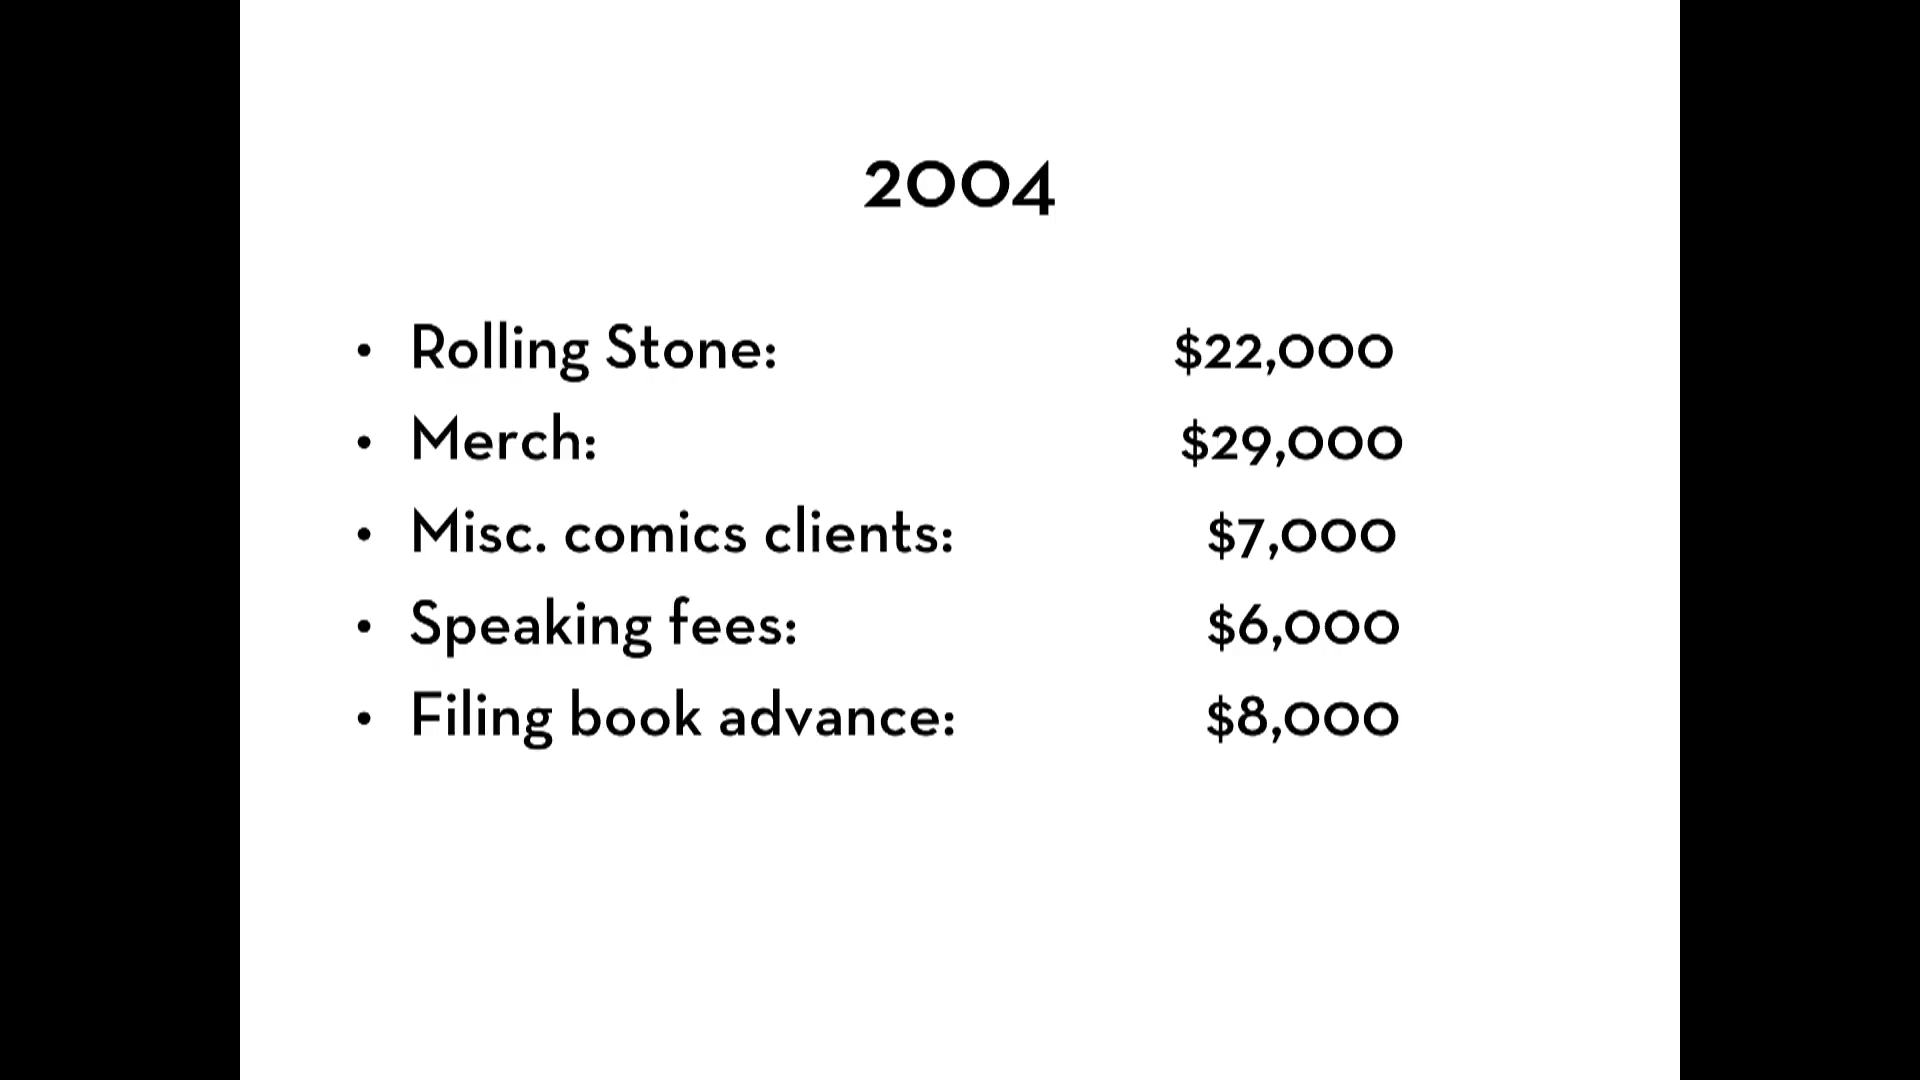 2004
• Rolling Stone: $22,000
• Merch: $29,000
• Misc. comics clients: $7,000
• Speaking fees: $6,000
• Filing book advance: $8,000